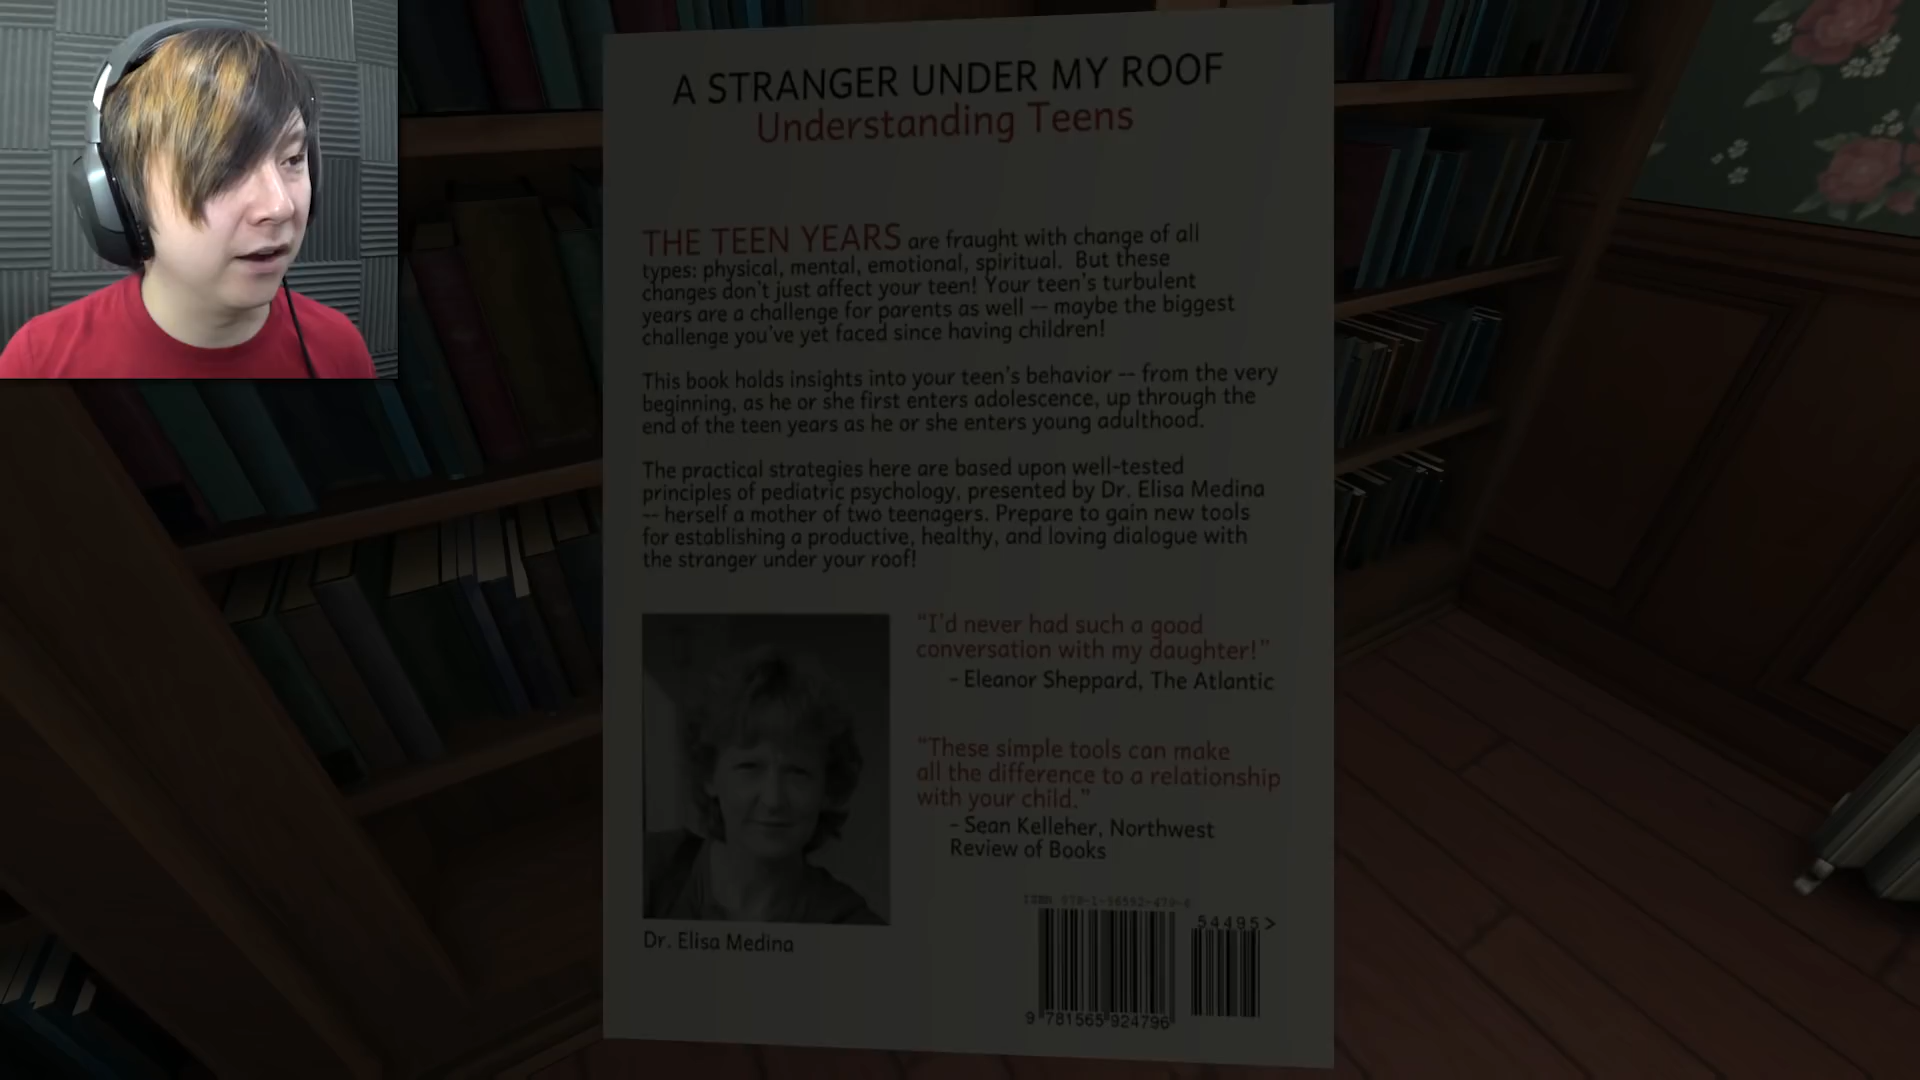 A STRANGER UNDER MY ROOF
Understanding Teens
THE TEEN YEARS are fraught with change of all
types: physical, mental, emotional, spiritual. But these
changes don't just affect your teen! Your teen's turbulent
years are a challenge for parents as well -- maybe the biggest
challenge you've yet faced since having children!
This book holds insights into your teen's behavior -- from the very
beginning, as he or she first enters adolescence, up through the
end of the teen years as he or she enters young adulthood.
The practical strategies here are based upon well-tested
principles of pediatric psychology, presented by Dr. Elisa Medina
-- herself a mother of two teenagers. Prepare to gain new tools
for establishing a productive, healthy, and loving dialogue with
the stranger under your roof!
"I'd never had such a good
conversation with my daughter!"
- Eleanor Sheppard, The Atlantic
"These simple tools can make
all the difference to a relationship
with your child."
- Sean Kelleher, Northwest
Review of Books
Dr. Elisa Medina
ISBN 978-1-56592-479-6
54495>
9 781565 924796